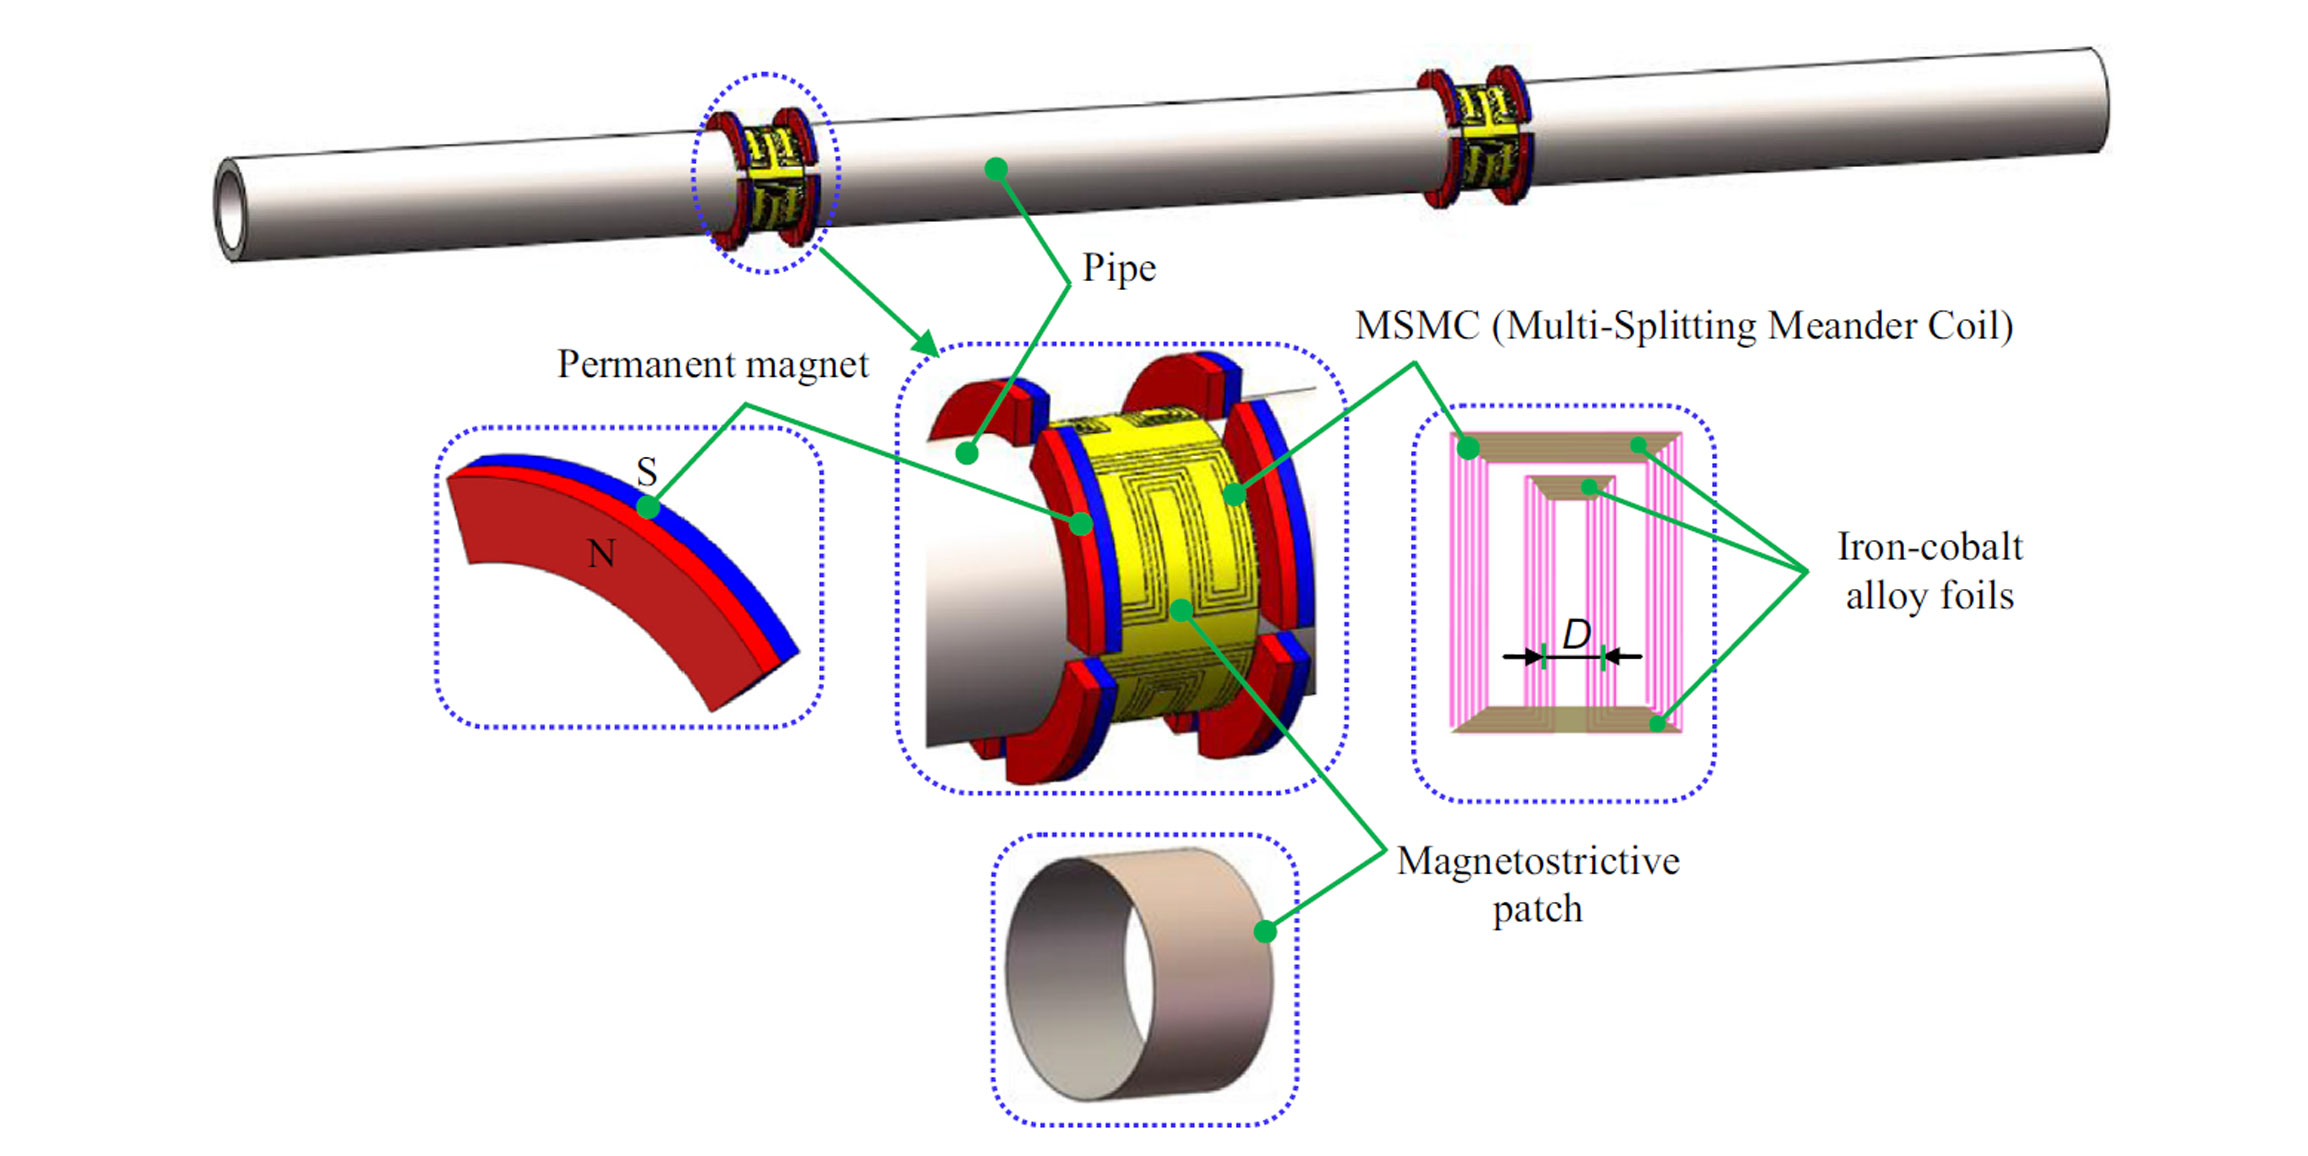 Pipe
MSMC (Multi-Splitting Meander Coil)
Permanent magnet
S
N
Iron-cobalt
alloy foils
D
Magnetostrictive
patch